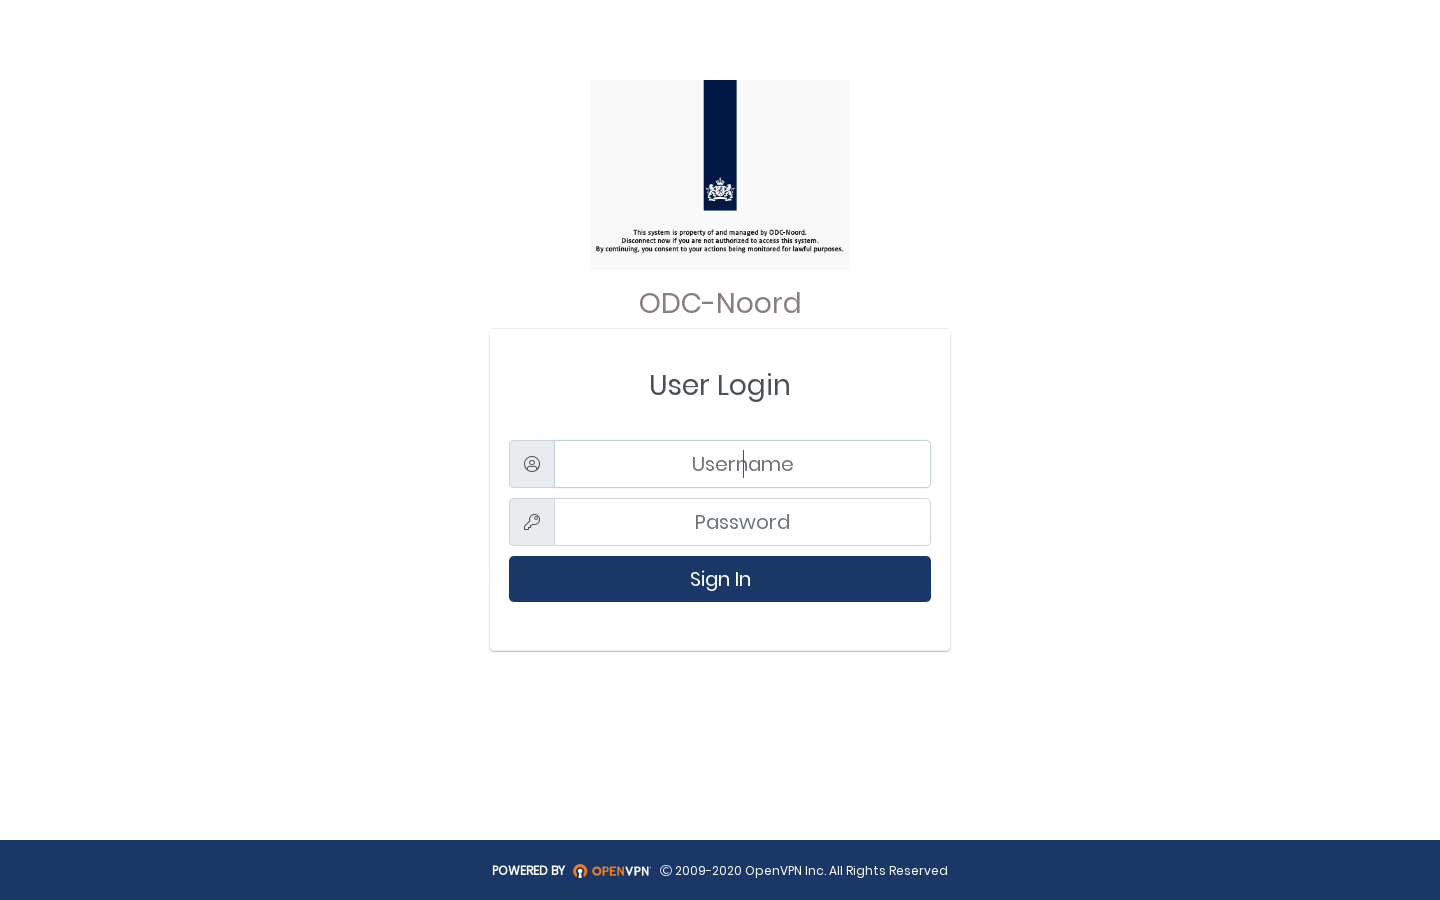 This system is property of and managed by ODC-Noord.
Disconnect now if you are not authorized to access this system.
By continuing, you consent to your actions being monitored for lawful purposes.
ODC-Noord
User Login
Username
Password
Sign In
POWERED BY OPENVPN © 2009-2020 OpenVPN Inc. All Rights Reserved